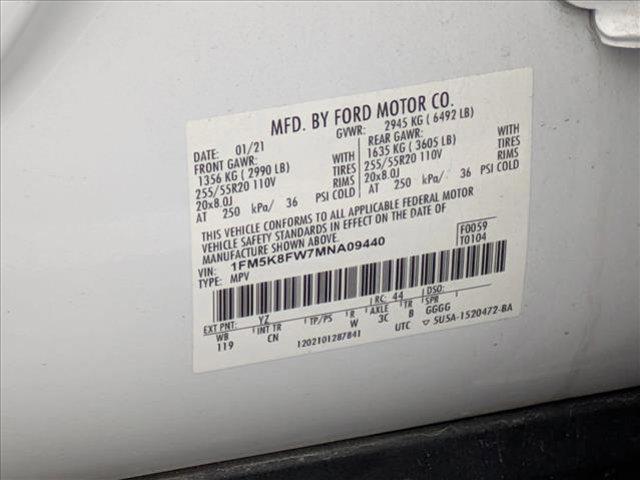 MFD. BY FORD MOTOR CO.
DATE: 01/21 GVWR: 2945 KG ( 6492 LB)
FRONT GAWR: REAR GAWR:
1356 KG ( 2990 LB) WITH 1635 KG ( 3605 LB) WITH
255/55R20 110V TIRES 255/55R20 110V TIRES
20x8.0J RIMS 20x8.0J RIMS
AT 250 kPa/ 36 PSI COLD AT 250 kPa/ 36 PSI COLD
THIS VEHICLE CONFORMS TO ALL APPLICABLE FEDERAL MOTOR
VEHICLE SAFETY STANDARDS IN EFFECT ON THE DATE OF
MANUFACTURE SHOWN ABOVE. F0059
VIN: 1FM5K8FW7MNA09440 T0104
TYPE: MPV
EXT PNT: YZ RC: 44 DSO:
WB INT TR TP/PS R AXLE TR SPR
119 CN W 3C B GGGG
1202101287841 UTC ▽ 5U5A-1520472-BA